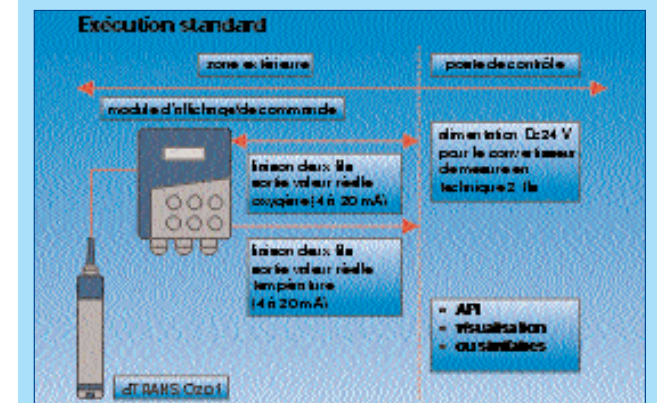 Exécution standard
zone extérieure
poste de contrôle
module d'affichage/de commande
liaison deux fils
sortie valeur réelle
oxygène (4 à 20 mA)
alimentation DC 24 V
pour le convertisseur
de mesure en
technique 2 fils
liaison deux fils
sortie valeur réelle
température
(4 à 20 mA)
- API
- visualisation
- ou similaires
dTRANS O2 01